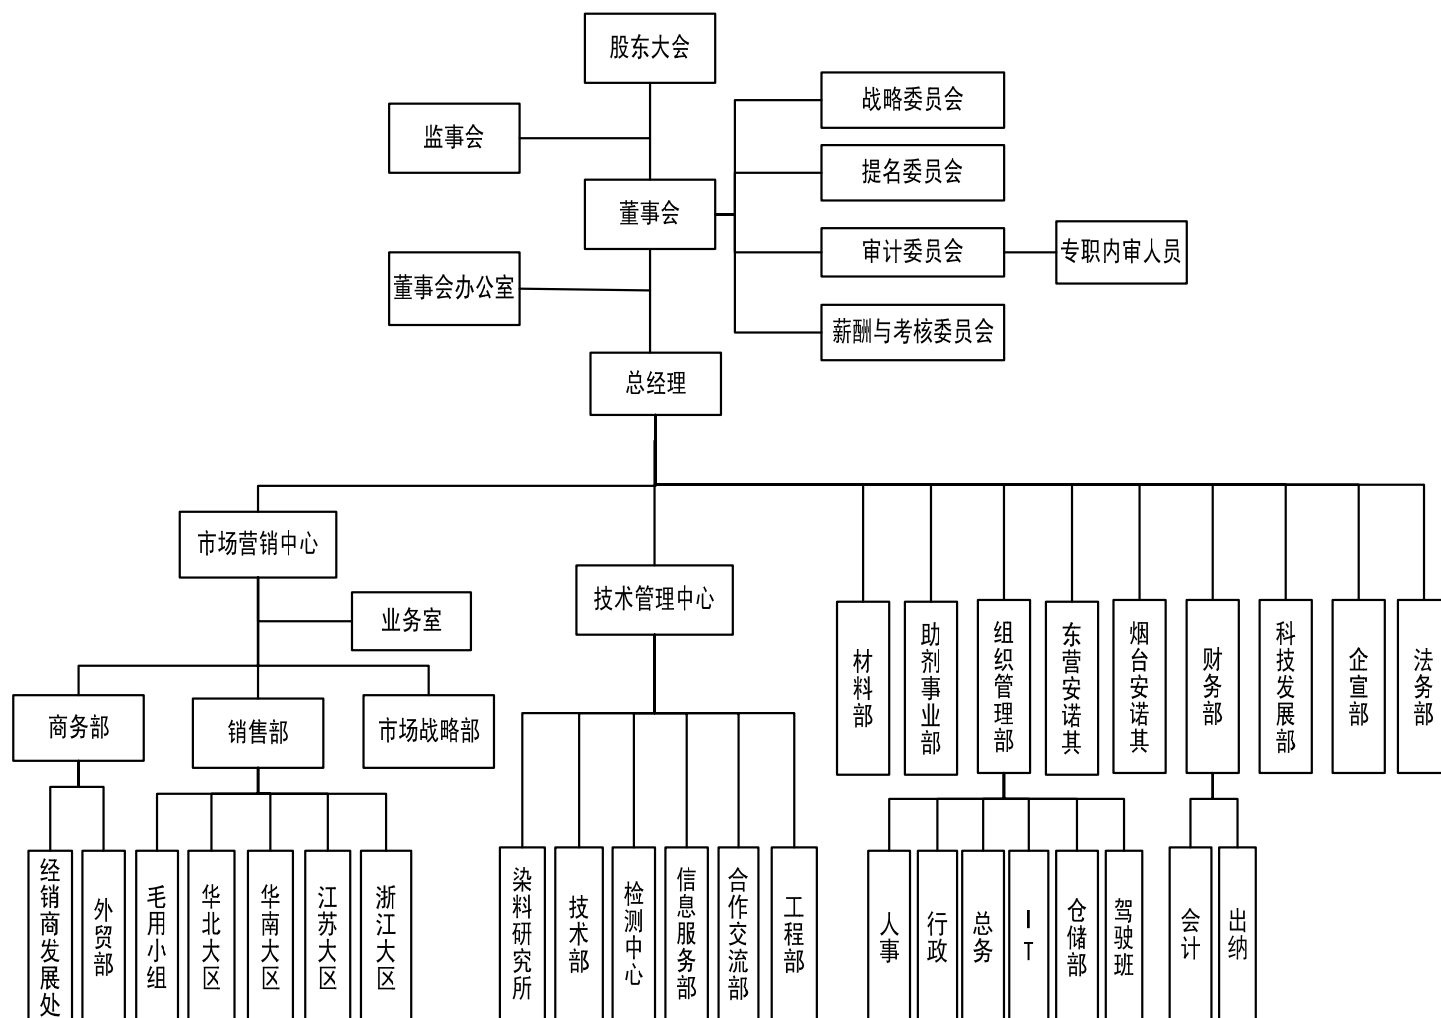 股东大会
战略委员会
监事会
提名委员会
董事会
审计委员会
专职内审人员
董事会办公室
薪酬与考核委员会
总经理
市场营销中心
技术管理中心
业务室
材料部
助剂事业部
组织管理部
东营安诺其
烟台安诺其
财务部
科技发展部
企宣部
法务部
商务部
销售部
市场战略部
经销商发展处
外贸部
毛用小组
华北大区
华南大区
江苏大区
浙江大区
染料研究所
技术部
检测中心
信息服务部
合作交流部
工程部
人事
行政
总务
IT
仓储部
驾驶班
会计
出纳